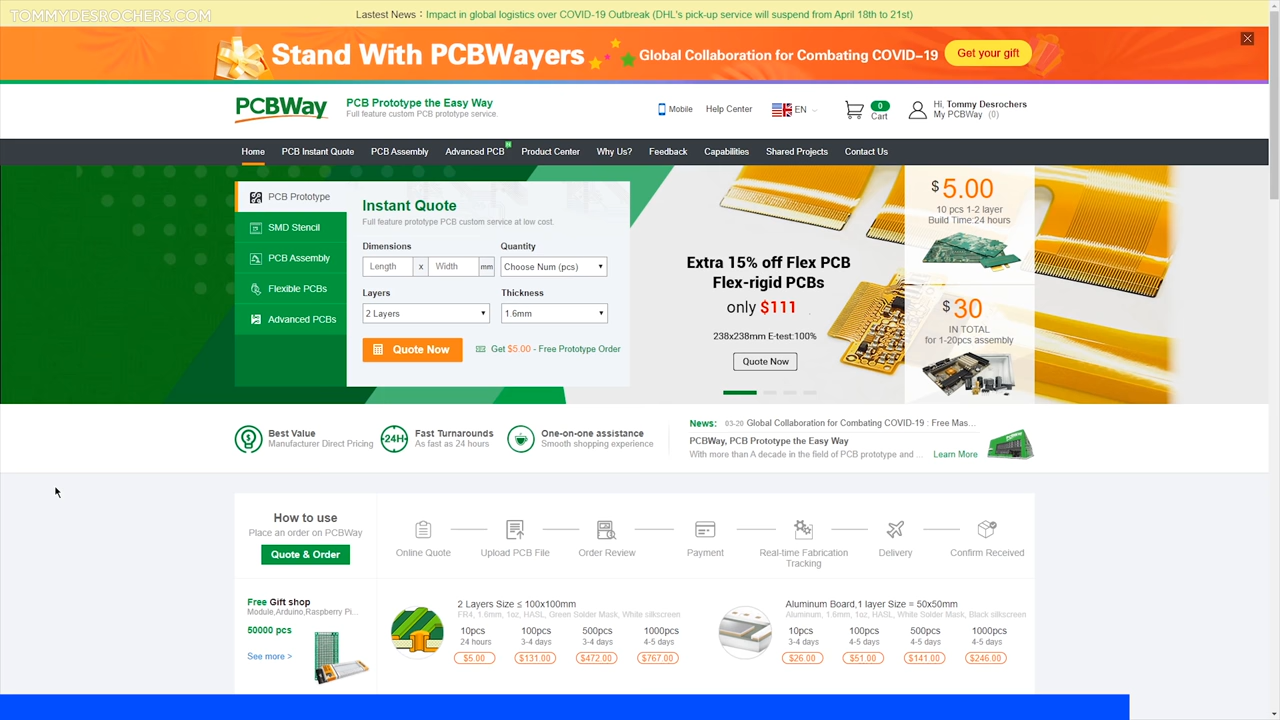 TOMMYDESROCHERS.COM
Lastest News：Impact in global logistics over COVID-19 Outbreak (DHL's pick-up service will suspend from April 18th to 21st)
Stand With PCBWayers
Global Collaboration for Combating COVID-19
Get your gift
PCBWay
PCB Prototype the Easy Way
Full feature custom PCB prototype service.
Mobile
Help Center
EN
0
Cart
Hi, Tommy Desrochers
My PCBWay (0)
Home
PCB Instant Quote
PCB Assembly
Advanced PCB
N
Product Center
Why Us?
Feedback
Capabilities
Shared Projects
Contact Us
PCB Prototype
SMD Stencil
PCB Assembly
Flexible PCBs
Advanced PCBs
Instant Quote
Full feature prototype PCB custom service at low cost.
Dimensions
Quantity
Length x Width mm
Choose Num (pcs)
Layers
Thickness
2 Layers
1.6mm
Quote Now
Get $5.00 - Free Prototype Order
Extra 15% off Flex PCB
Flex-rigid PCBs
only $111
238x238mm E-test:100%
Quote Now
$5.00
10 pcs 1-2 layer
Build Time:24 hours
$30
IN TOTAL
for 1-20pcs assembly
Best Value
Manufacturer Direct Pricing
24H
Fast Turnarounds
As fast as 24 hours
One-on-one assistance
Smooth shopping experience
News: 03-20 Global Collaboration for Combating COVID-19 : Free Mas...
PCBWay, PCB Prototype the Easy Way
With more than A decade in the field of PCB prototype and ... Learn More
How to use
Place an order on PCBWay
Quote & Order
Online Quote
Upload PCB File
Order Review
Payment
Real-time Fabrication
Tracking
Delivery
Confirm Received
Free Gift shop
Module,Arduino,Raspberry Pi...
50000 pcs
See more >
2 Layers Size ≤ 100x100mm
FR4, 1.6mm, 1oz, HASL, Green Solder Mask, White silkscreen
10pcs 100pcs 500pcs 1000pcs
24 hours 3-4 days 3-4 days 4-5 days
$5.00 $131.00 $472.00 $767.00
Aluminum Board,1 layer Size = 50x50mm
Aluminum, 1.6mm, 1oz, HASL, White Solder Mask, Black silkscreen
10pcs 100pcs 500pcs 1000pcs
3-4 days 4-5 days 4-5 days 4-5 days
$26.00 $51.00 $141.00 $246.00